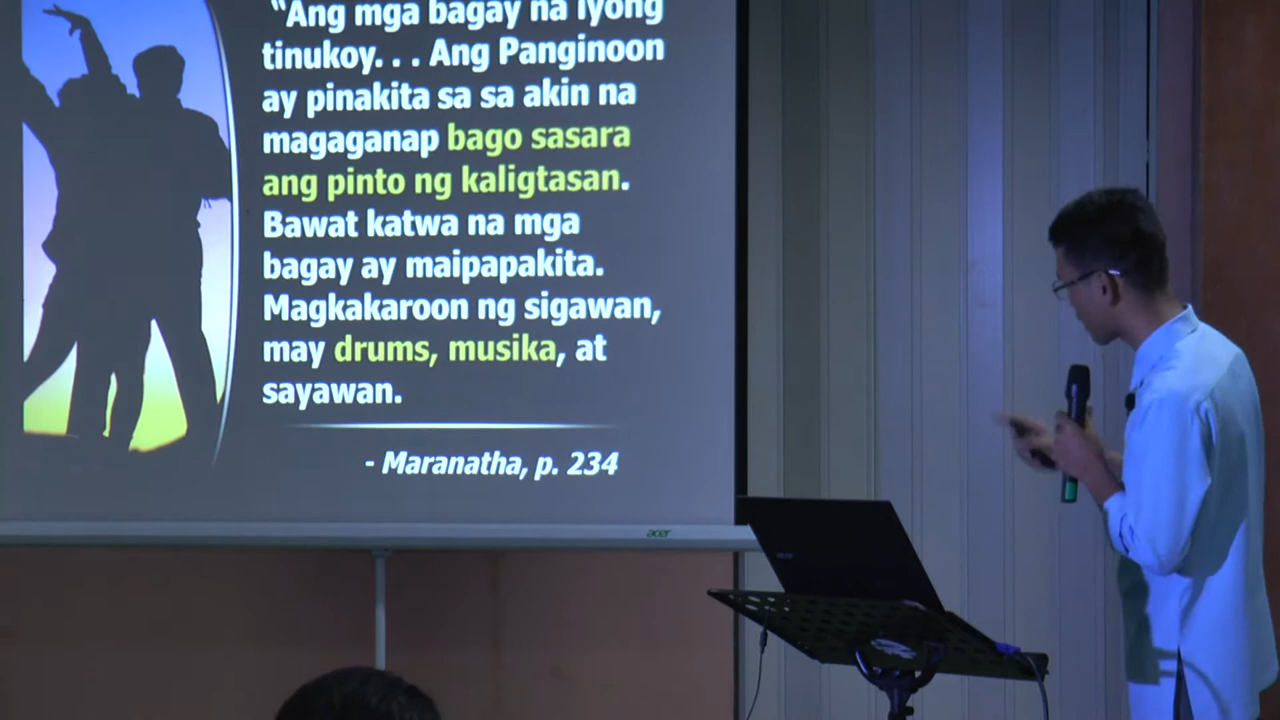 “Ang mga bagay na iyong
tinukoy. . . Ang Panginoon
ay pinakita sa sa akin na
magaganap bago sasara
ang pinto ng kaligtasan.
Bawat katwa na mga
bagay ay maipapakita.
Magkakaroon ng sigawan,
may drums, musika, at
sayawan.
- Maranatha, p. 234
acer